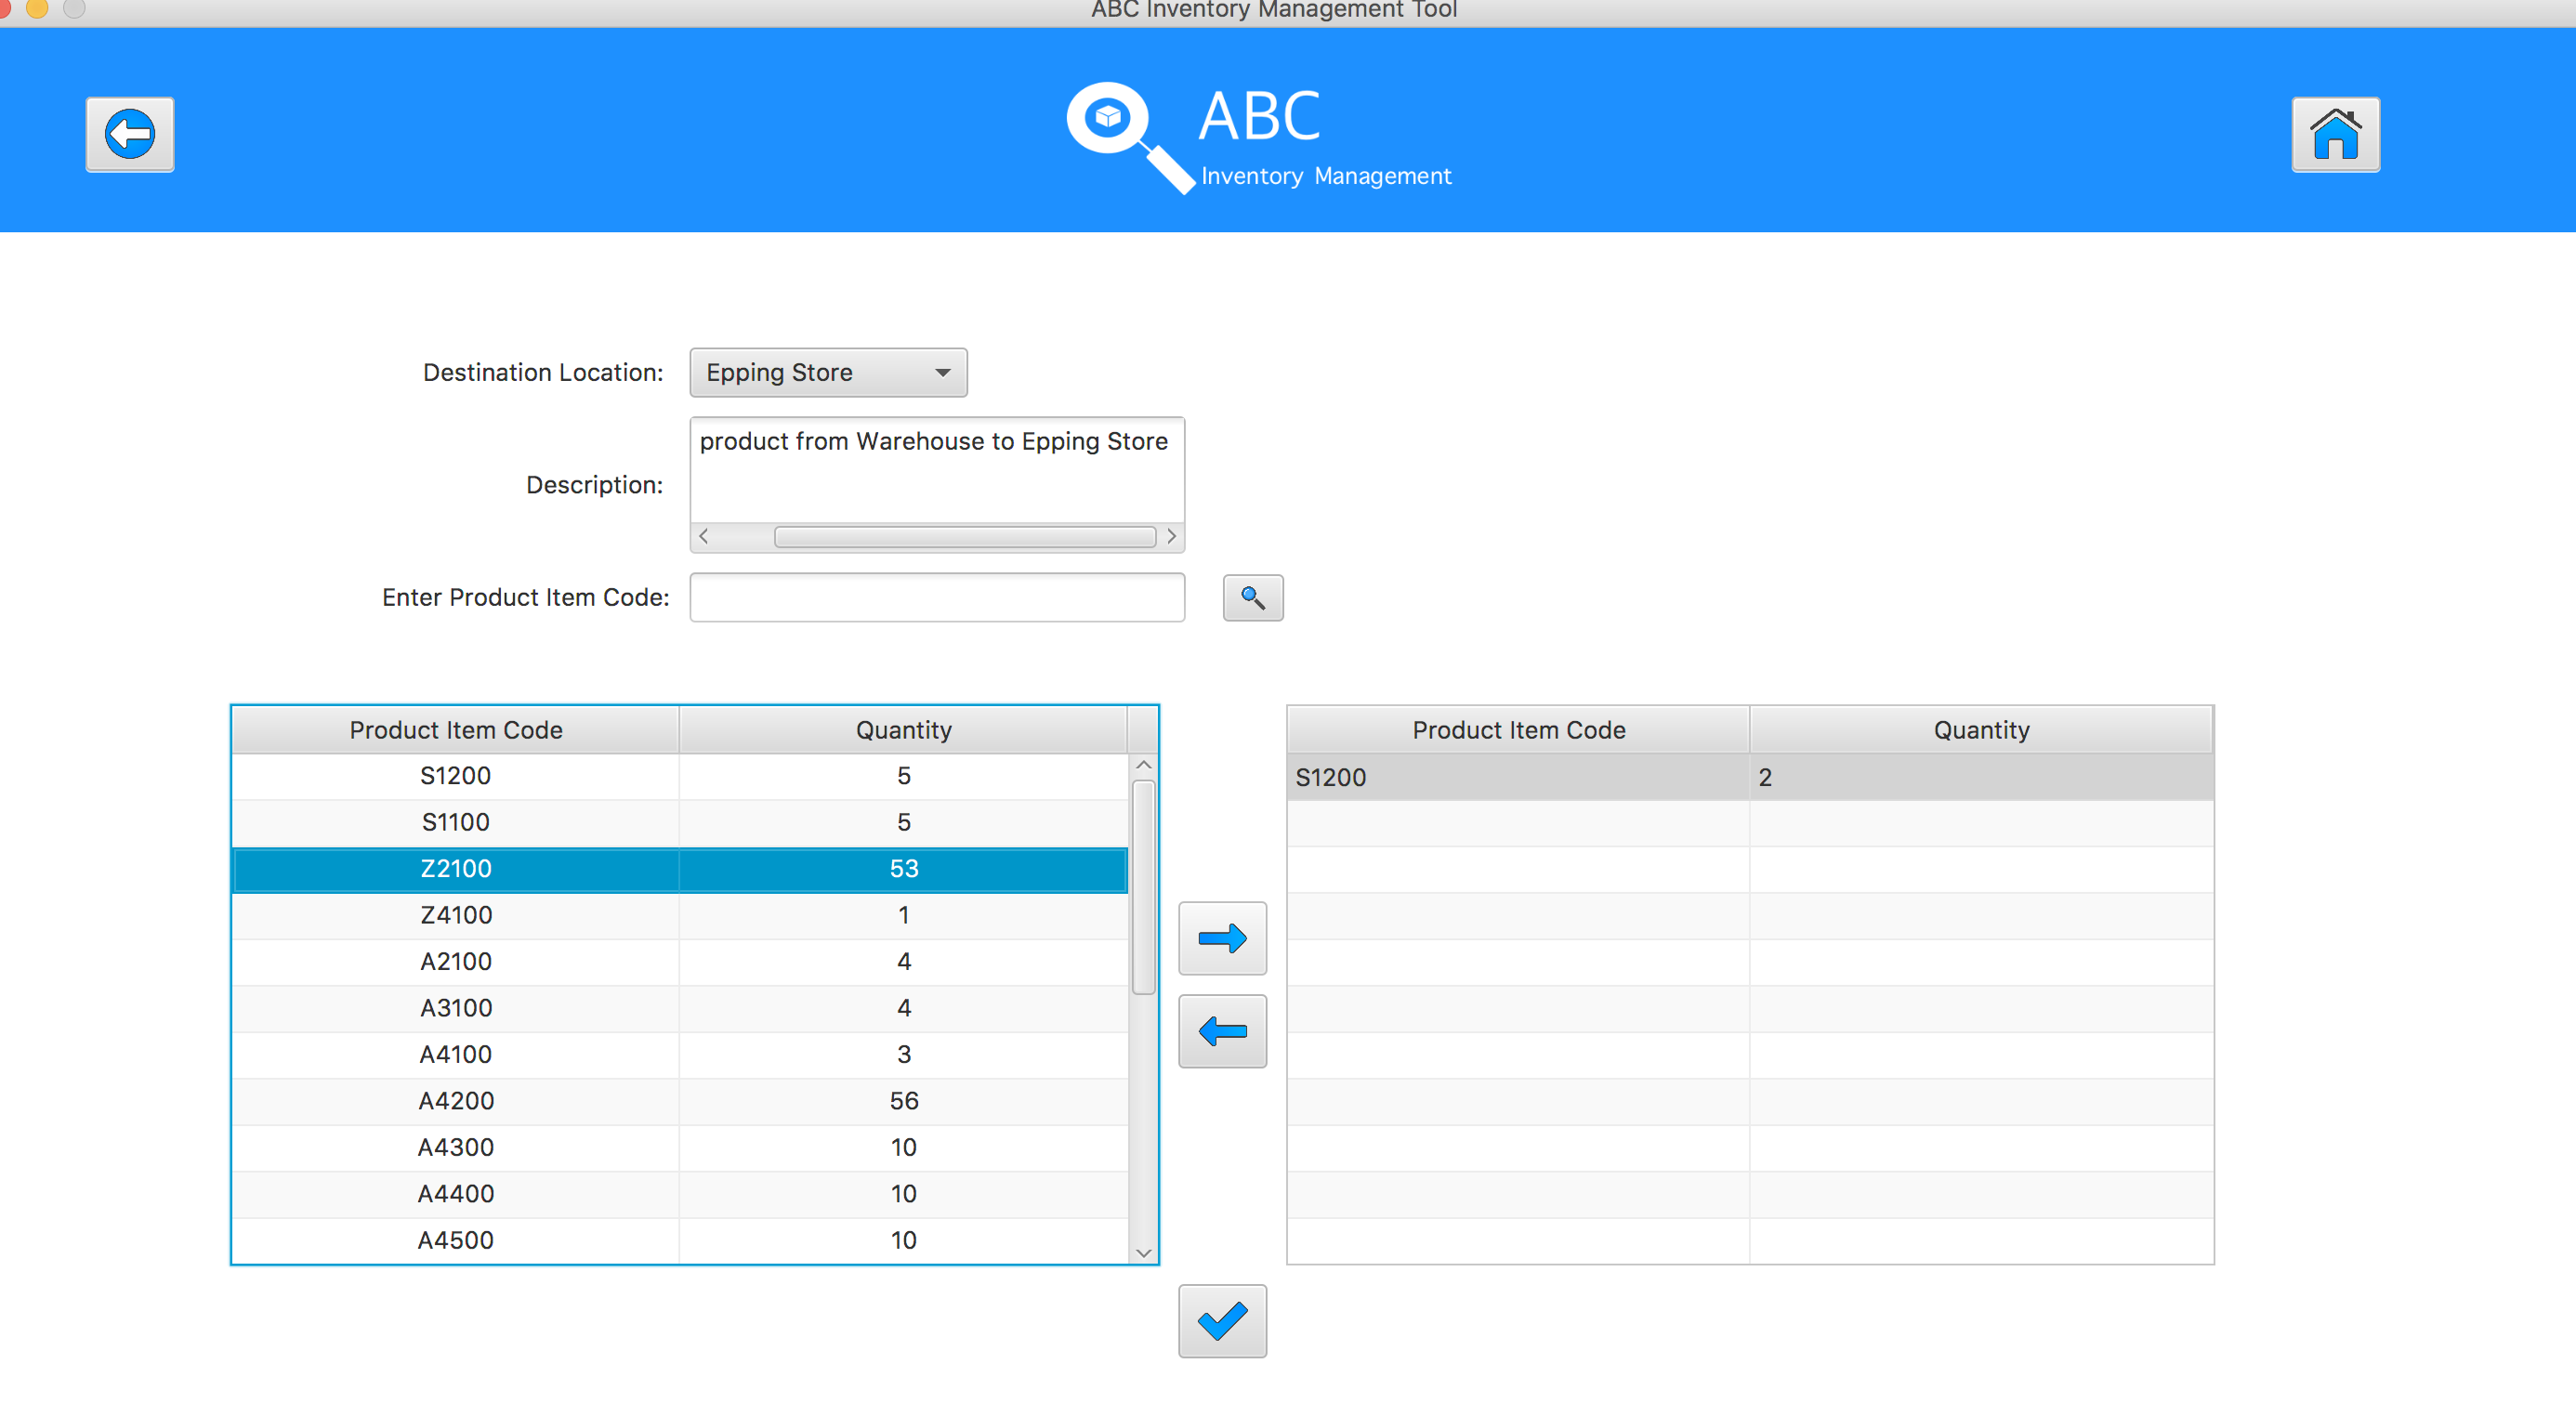 ABC Inventory Management Tool
ABC
Inventory Management
Destination Location: Epping Store
product from Warehouse to Epping Store
Description:
Enter Product Item Code:
Product Item Code Quantity
S1200 5
S1100 5
Z2100 53
Z4100 1
A2100 4
A3100 4
A4100 3
A4200 56
A4300 10
A4400 10
A4500 10
Product Item Code Quantity
S1200 2